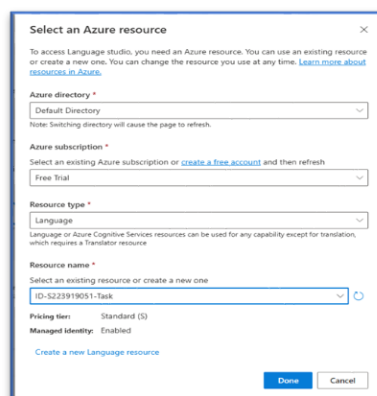 Select an Azure resource
To access Language studio, you need an Azure resource. You can use an existing resource
or create a new one. You can change the resource you use at any time. Learn more about
resources in Azure.
Azure directory *
Default Directory
Note: Switching directory will cause the page to refresh.
Azure subscription *
Select an existing Azure subscription or create a free account and then refresh
Free Trial
Resource type *
Language
Language or Azure Cognitive Services resources can be used for any capability except for translation,
which requires a Translator resource
Resource name *
Select an existing resource or create a new one
ID-S223919051-Task
Pricing tier: Standard (S)
Managed identity: Enabled
Create a new Language resource
Done Cancel